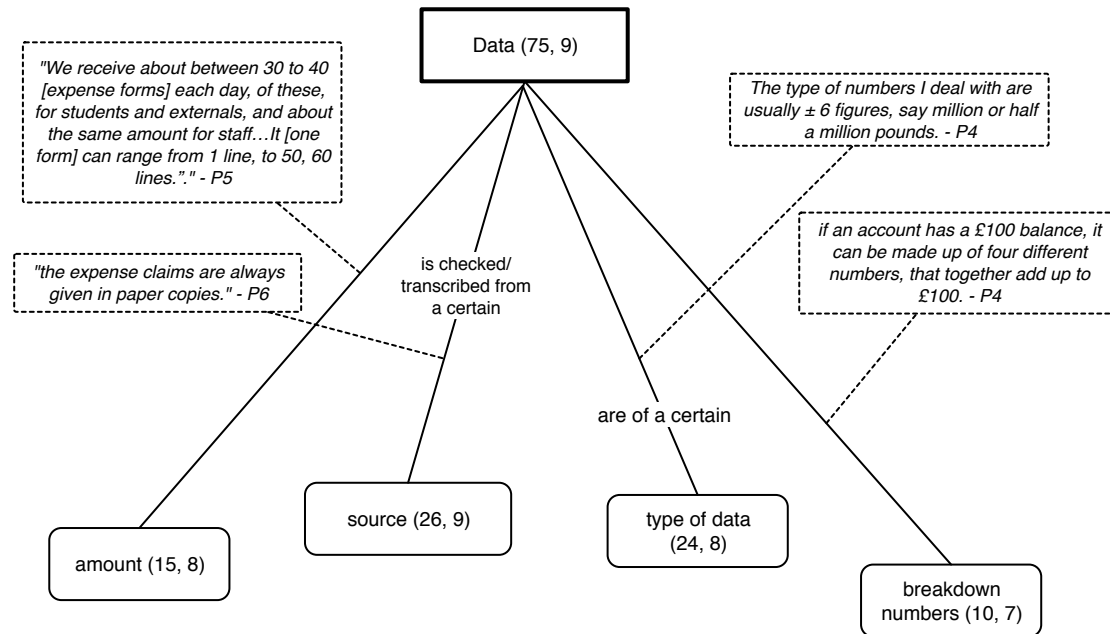 Data (75, 9)
"We receive about between 30 to 40
[expense forms] each day, of these,
for students and externals, and about
the same amount for staff…It [one
form] can range from 1 line, to 50, 60
lines.”." - P5
The type of numbers I deal with are
usually ± 6 figures, say million or half
a million pounds. - P4
"the expense claims are always
given in paper copies." - P6
is checked/
transcribed from
a certain
if an account has a £100 balance, it
can be made up of four different
numbers, that together add up to
£100. - P4
are of a certain
amount (15, 8)
source (26, 9)
type of data
(24, 8)
breakdown
numbers (10, 7)